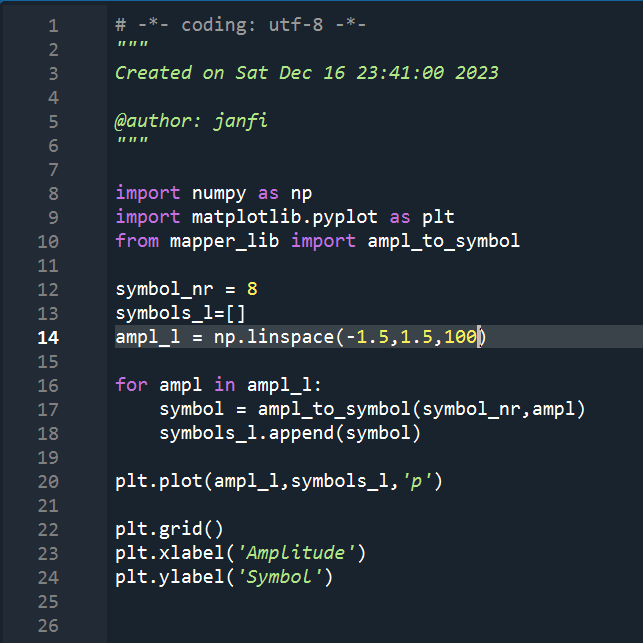 1 # -*- coding: utf-8 -*-
2 """
3 Created on Sat Dec 16 23:41:00 2023
4
5 @author: janfi
6 """
7
8 import numpy as np
9 import matplotlib.pyplot as plt
10 from mapper_lib import ampl_to_symbol
11
12 symbol_nr = 8
13 symbols_l=[]
14 ampl_l = np.linspace(-1.5,1.5,100)
15
16 for ampl in ampl_l:
17     symbol = ampl_to_symbol(symbol_nr,ampl)
18     symbols_l.append(symbol)
19
20 plt.plot(ampl_l,symbols_l,'p')
21
22 plt.grid()
23 plt.xlabel('Amplitude')
24 plt.ylabel('Symbol')
25
26